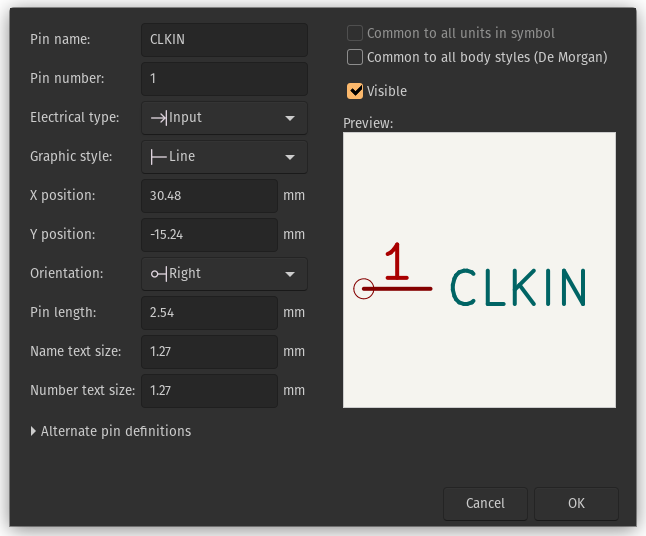 Pin name: CLKIN
Pin number: 1
Electrical type: Input
Graphic style: Line
X position: 30.48 mm
Y position: -15.24 mm
Orientation: Right
Pin length: 2.54 mm
Name text size: 1.27 mm
Number text size: 1.27 mm
Alternate pin definitions
Common to all units in symbol
Common to all body styles (De Morgan)
Visible
Preview:
1
CLKIN
Cancel OK